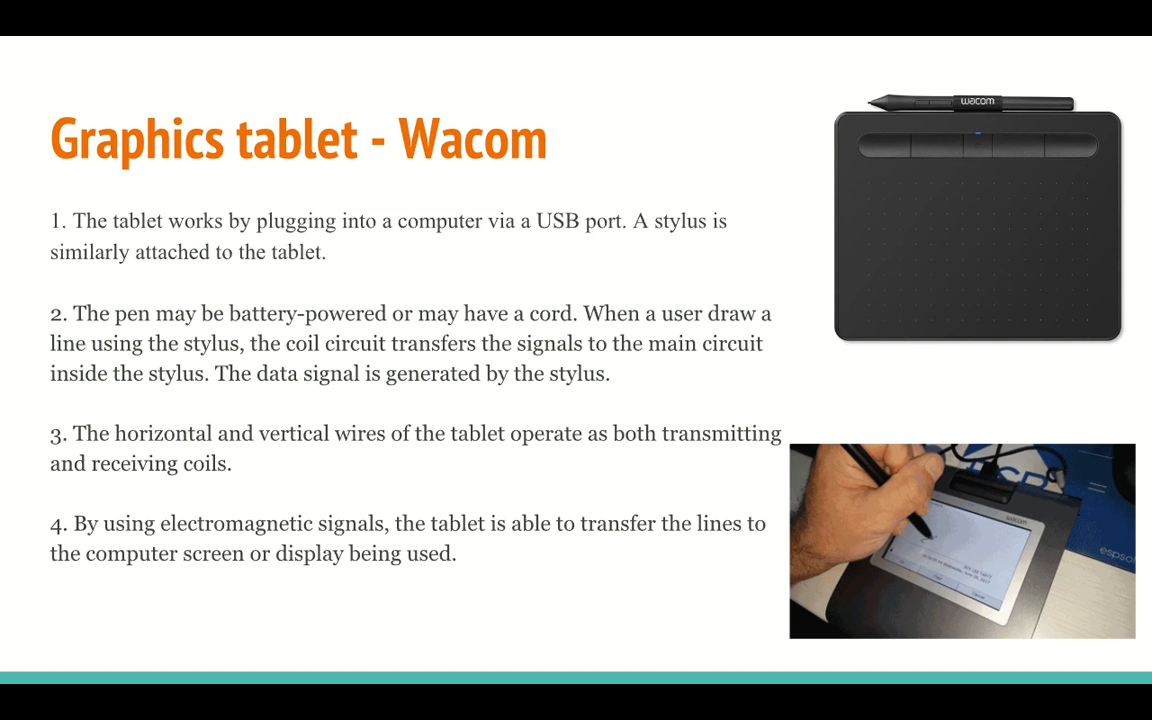 wacom
Graphics tablet - Wacom
1. The tablet works by plugging into a computer via a USB port. A stylus is
similarly attached to the tablet.
2. The pen may be battery-powered or may have a cord. When a user draw a
line using the stylus, the coil circuit transfers the signals to the main circuit
inside the stylus. The data signal is generated by the stylus.
3. The horizontal and vertical wires of the tablet operate as both transmitting
and receiving coils.
4. By using electromagnetic signals, the tablet is able to transfer the lines to
the computer screen or display being used.
wacom